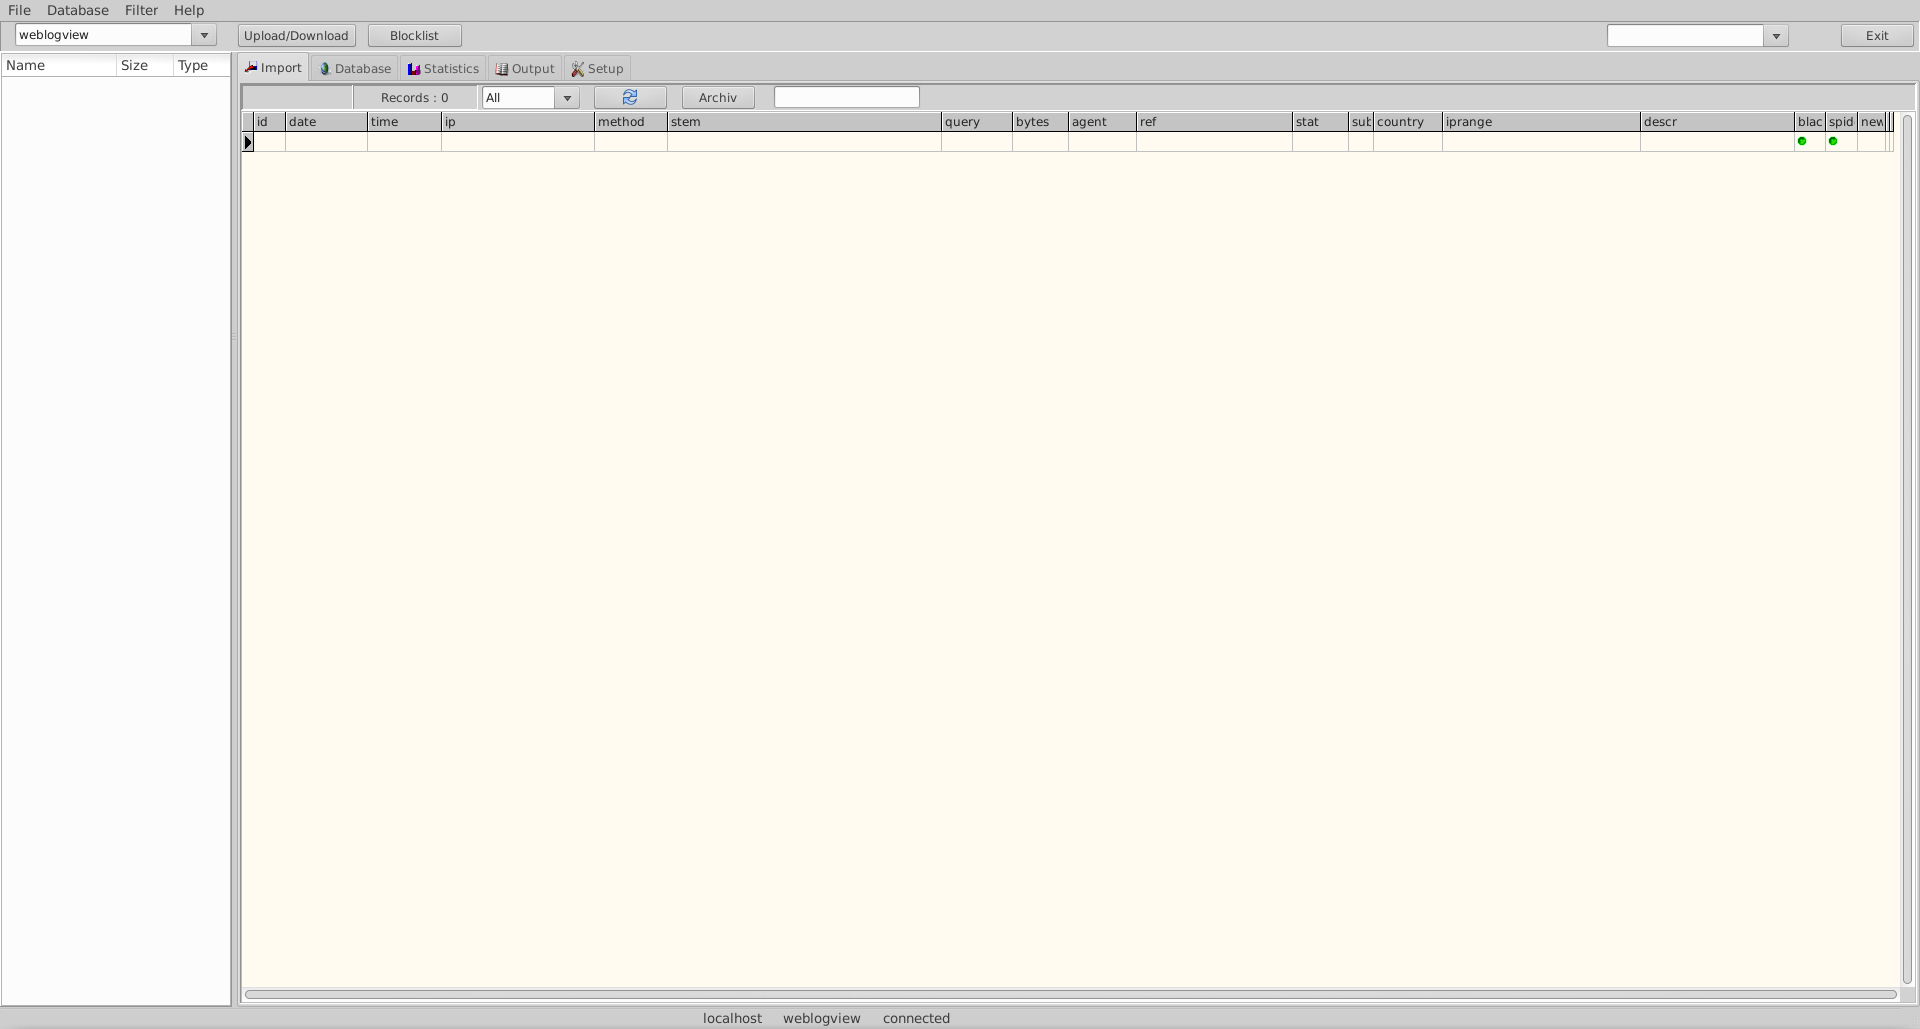 File Database Filter Help
weblogview Upload/Download Blocklist Exit
Name Size Type
Import Database Statistics Output Setup
Records : 0 All Archiv
id date time ip method stem query bytes agent ref stat sub country iprange descr blac spid new
localhost weblogview connected